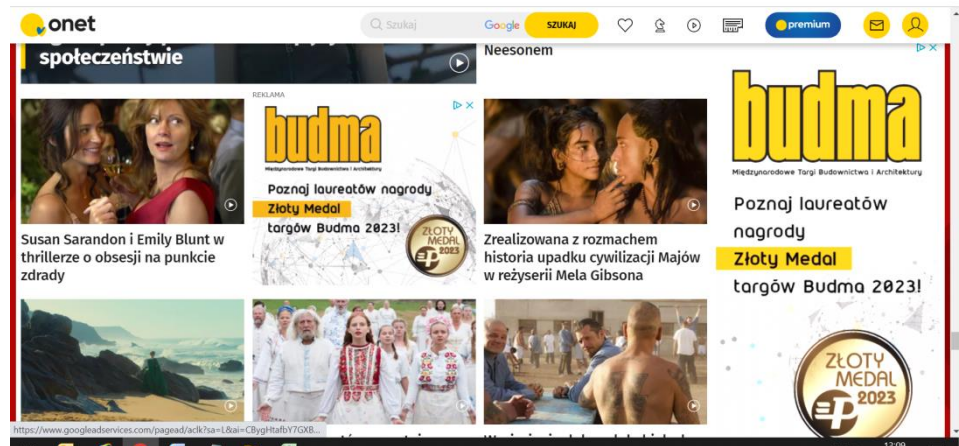 onet
Szukaj
Google
SZUKAJ
premium
społeczeństwie
Neesonem
REKLAMA
budma
Międzynarodowe Targi Budownictwa i Architektury
Poznaj laureatów nagrody
Złoty Medal
targów Budma 2023!
ZŁOTY
MEDAL
2023
Susan Sarandon i Emily Blunt w
thrillerze o obsesji na punkcie
zdrady
Zrealizowana z rozmachem
historia upadku cywilizacji Majów
w reżyserii Mela Gibsona
budma
Międzynarodowe Targi Budownictwa i Architektury
Poznaj laureatów
nagrody
Złoty Medal
targów Budma 2023!
ZŁOTY
MEDAL
2023
https://www.googleadservices.com/pagead/aclk?sa=L&ai=CBygHtafbY7GXB...
12:09